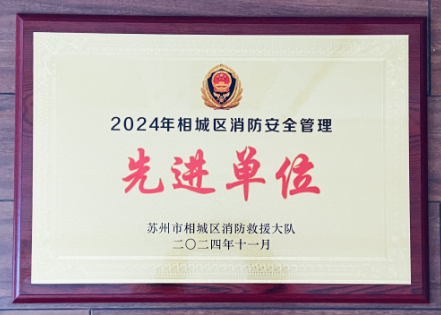 2024年相城区消防安全管理
先进单位
苏州市相城区消防救援大队
二〇二四年十一月